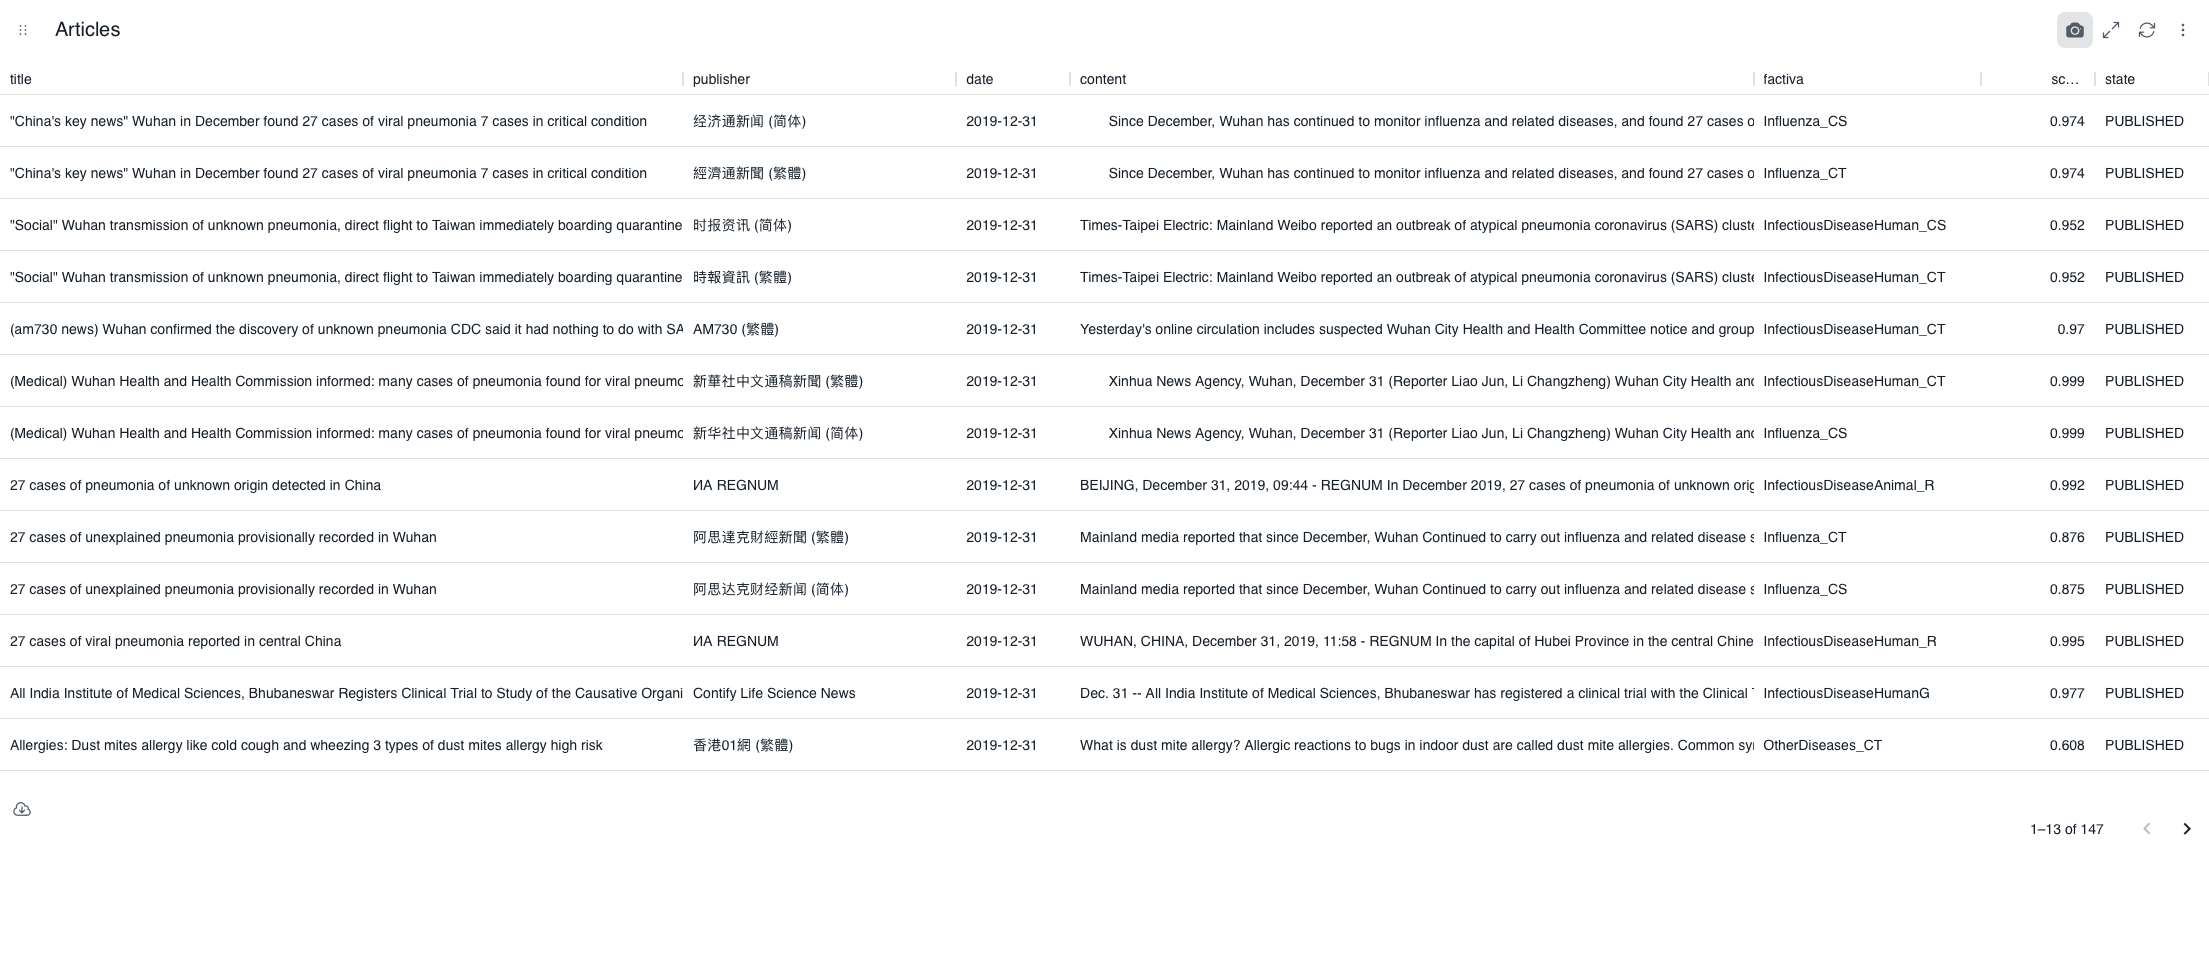 Articles
title publisher date content factiva sc... state
"China's key news" Wuhan in December found 27 cases of viral pneumonia 7 cases in critical condition 经济通新闻 (简体) 2019-12-31 Since December, Wuhan has continued to monitor influenza and related diseases, and found 27 cases o Influenza_CS 0.974 PUBLISHED
"China's key news" Wuhan in December found 27 cases of viral pneumonia 7 cases in critical condition 經濟通新聞 (繁體) 2019-12-31 Since December, Wuhan has continued to monitor influenza and related diseases, and found 27 cases o Influenza_CT 0.974 PUBLISHED
"Social" Wuhan transmission of unknown pneumonia, direct flight to Taiwan immediately boarding quarantine 时报资讯 (简体) 2019-12-31 Times-Taipei Electric: Mainland Weibo reported an outbreak of atypical pneumonia coronavirus (SARS) cluste InfectiousDiseaseHuman_CS 0.952 PUBLISHED
"Social" Wuhan transmission of unknown pneumonia, direct flight to Taiwan immediately boarding quarantine 時報資訊 (繁體) 2019-12-31 Times-Taipei Electric: Mainland Weibo reported an outbreak of atypical pneumonia coronavirus (SARS) cluste InfectiousDiseaseHuman_CT 0.952 PUBLISHED
(am730 news) Wuhan confirmed the discovery of unknown pneumonia CDC said it had nothing to do with SA AM730 (繁體) 2019-12-31 Yesterday's online circulation includes suspected Wuhan City Health and Health Committee notice and group InfectiousDiseaseHuman_CT 0.97 PUBLISHED
(Medical) Wuhan Health and Health Commission informed: many cases of pneumonia found for viral pneumo 新華社中文通稿新聞 (繁體) 2019-12-31 Xinhua News Agency, Wuhan, December 31 (Reporter Liao Jun, Li Changzheng) Wuhan City Health and InfectiousDiseaseHuman_CT 0.999 PUBLISHED
(Medical) Wuhan Health and Health Commission informed: many cases of pneumonia found for viral pneumo 新华社中文通稿新闻 (简体) 2019-12-31 Xinhua News Agency, Wuhan, December 31 (Reporter Liao Jun, Li Changzheng) Wuhan City Health and Influenza_CS 0.999 PUBLISHED
27 cases of pneumonia of unknown origin detected in China ИА REGNUM 2019-12-31 BEIJING, December 31, 2019, 09:44 - REGNUM In December 2019, 27 cases of pneumonia of unknown orig InfectiousDiseaseAnimal_R 0.992 PUBLISHED
27 cases of unexplained pneumonia provisionally recorded in Wuhan 阿思達克財經新聞 (繁體) 2019-12-31 Mainland media reported that since December, Wuhan Continued to carry out influenza and related disease s Influenza_CT 0.876 PUBLISHED
27 cases of unexplained pneumonia provisionally recorded in Wuhan 阿思达克财经新闻 (简体) 2019-12-31 Mainland media reported that since December, Wuhan Continued to carry out influenza and related disease s Influenza_CS 0.875 PUBLISHED
27 cases of viral pneumonia reported in central China ИА REGNUM 2019-12-31 WUHAN, CHINA, December 31, 2019, 11:58 - REGNUM In the capital of Hubei Province in the central Chine InfectiousDiseaseHuman_R 0.995 PUBLISHED
All India Institute of Medical Sciences, Bhubaneswar Registers Clinical Trial to Study of the Causative Organi Contify Life Science News 2019-12-31 Dec. 31 -- All India Institute of Medical Sciences, Bhubaneswar has registered a clinical trial with the Clinical InfectiousDiseaseHumanG 0.977 PUBLISHED
Allergies: Dust mites allergy like cold cough and wheezing 3 types of dust mites allergy high risk 香港01網 (繁體) 2019-12-31 What is dust mite allergy? Allergic reactions to bugs in indoor dust are called dust mite allergies. Common syı OtherDiseases_CT 0.608 PUBLISHED
1–13 of 147